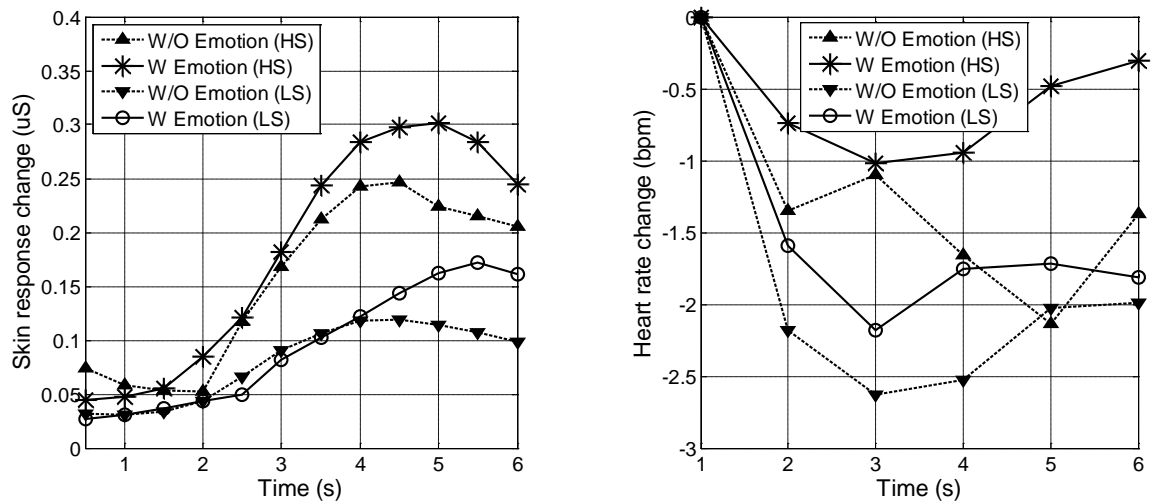 0.4
0.35
0.3
0.25
0.2
0.15
0.1
0.05
0
Skin response change (uS)
W/O Emotion (HS)
W Emotion (HS)
W/O Emotion (LS)
W Emotion (LS)
1 2 3 4 5 6
Time (s)
0
-0.5
-1
-1.5
-2
-2.5
-3
Heart rate change (bpm)
W/O Emotion (HS)
W Emotion (HS)
W/O Emotion (LS)
W Emotion (LS)
1 2 3 4 5 6
Time (s)